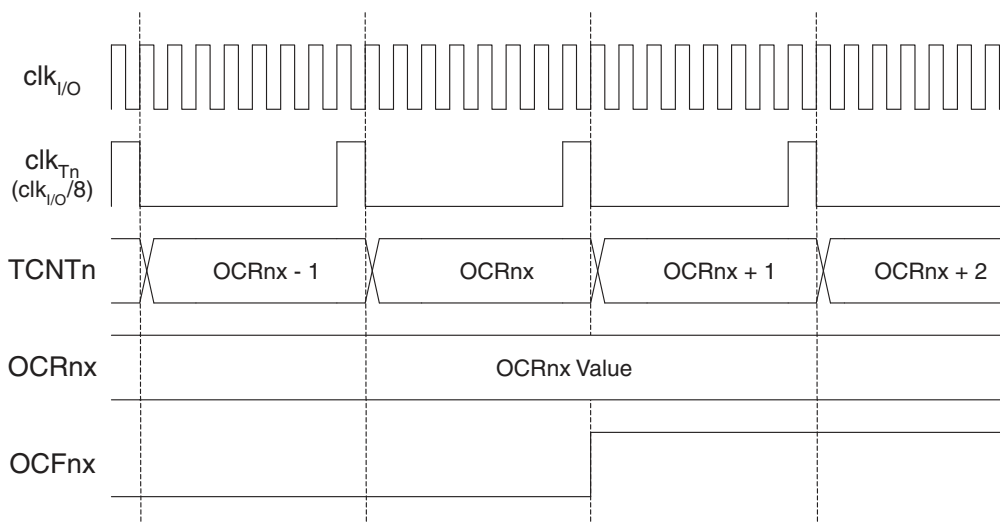 clkI/O
clkTn
(clkI/O/8)
TCNTn
OCRnx - 1
OCRnx
OCRnx + 1
OCRnx + 2
OCRnx
OCRnx Value
OCFnx